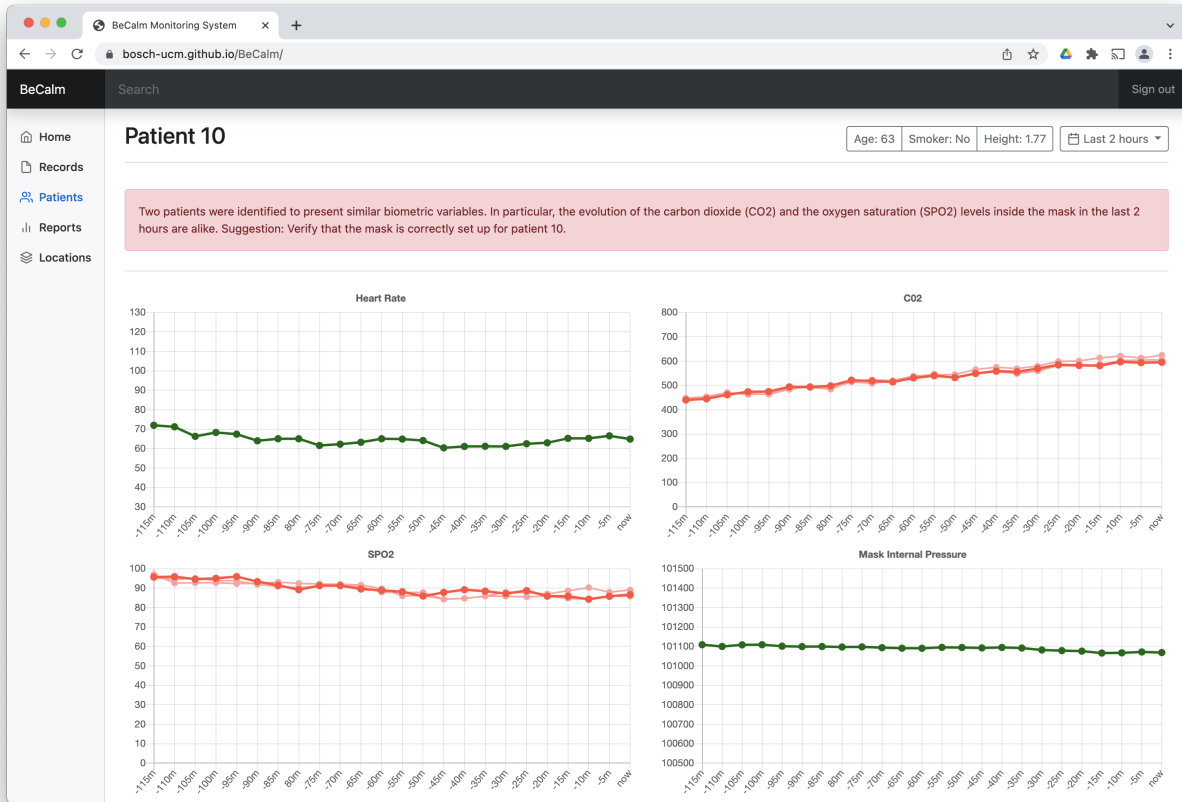 BeCalm Monitoring System
bosch-ucm.github.io/BeCalm/
BeCalm
Search
Sign out
Home
Records
Patients
Reports
Locations
Patient 10
Age: 63
Smoker: No
Height: 1.77
Last 2 hours
Two patients were identified to present similar biometric variables. In particular, the evolution of the carbon dioxide (CO2) and the oxygen saturation (SPO2) levels inside the mask in the last 2
hours are alike. Suggestion: Verify that the mask is correctly set up for patient 10.
Heart Rate
130
120
110
100
90
80
70
60
50
40
30
-115m -110m -105m -100m -95m -90m -85m 80m -75m -70m -65m -60m -55m -50m -45m -40m -35m -30m -25m -20m -15m -10m -5m now
C02
800
700
600
500
400
300
200
100
0
-115m -110m -105m -100m -95m -90m -85m 80m -75m -70m -65m -60m -55m -50m -45m -40m -35m -30m -25m -20m -15m -10m -5m now
SPO2
100
90
80
70
60
50
40
30
20
10
0
-115m -110m -105m -100m -95m -90m -85m 80m -75m -70m -65m -60m -55m -50m -45m -40m -35m -30m -25m -20m -15m -10m -5m now
Mask Internal Pressure
101500
101400
101300
101200
101100
101000
100900
100800
100700
100600
100500
-115m -110m -105m -100m -95m -90m -85m 80m -75m -70m -65m -60m -55m -50m -45m -40m -35m -30m -25m -20m -15m -10m -5m now